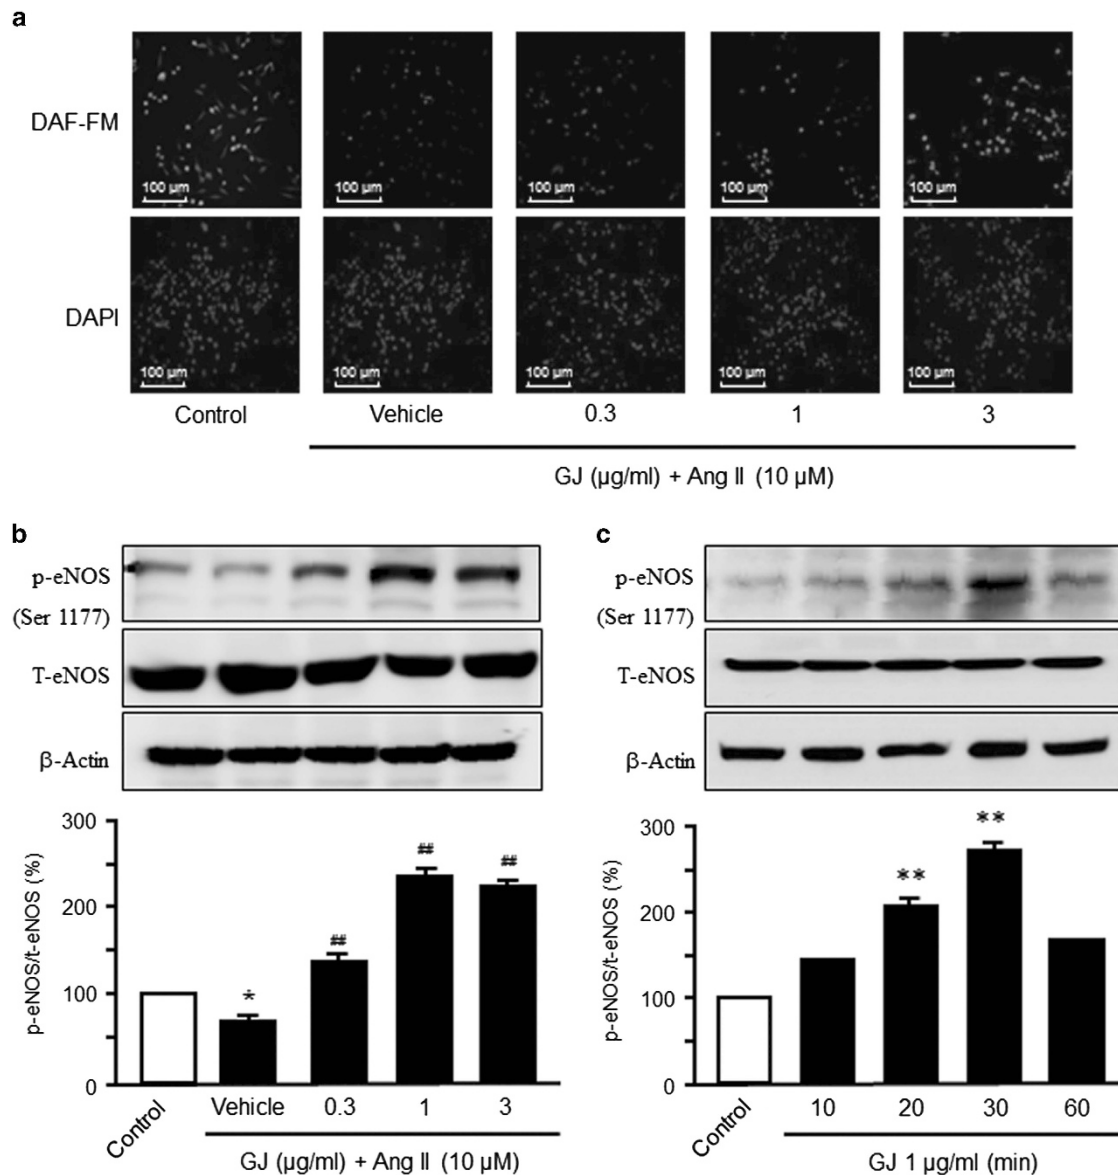 a
DAF-FM
100 µm 100 µm 100 µm 100 µm 100 µm
DAPI
100 µm 100 µm 100 µm 100 µm 100 µm
Control Vehicle 0.3 1 3
GJ (µg/ml) + Ang II (10 µM)
b
p-eNOS
(Ser 1177)
T-eNOS
β-Actin
300
200
100
0
p-eNOS/t-eNOS (%)
*
##
##
##
Control Vehicle 0.3 1 3
GJ (µg/ml) + Ang II (10 µM)
c
p-eNOS
(Ser 1177)
T-eNOS
β-Actin
300
200
100
0
p-eNOS/t-eNOS (%)
**
**
Control 10 20 30 60
GJ 1 µg/ml (min)